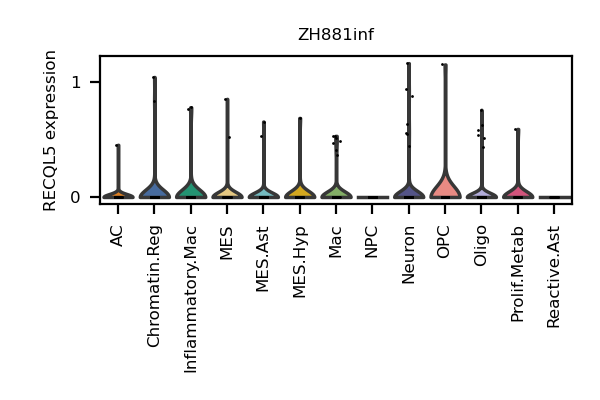 ZH881inf
RECQL5 expression
1
0
AC
Chromatin.Reg
Inflammatory.Mac
MES
MES.Ast
MES.Hyp
Mac
NPC
Neuron
OPC
Oligo
Prolif.Metab
Reactive.Ast